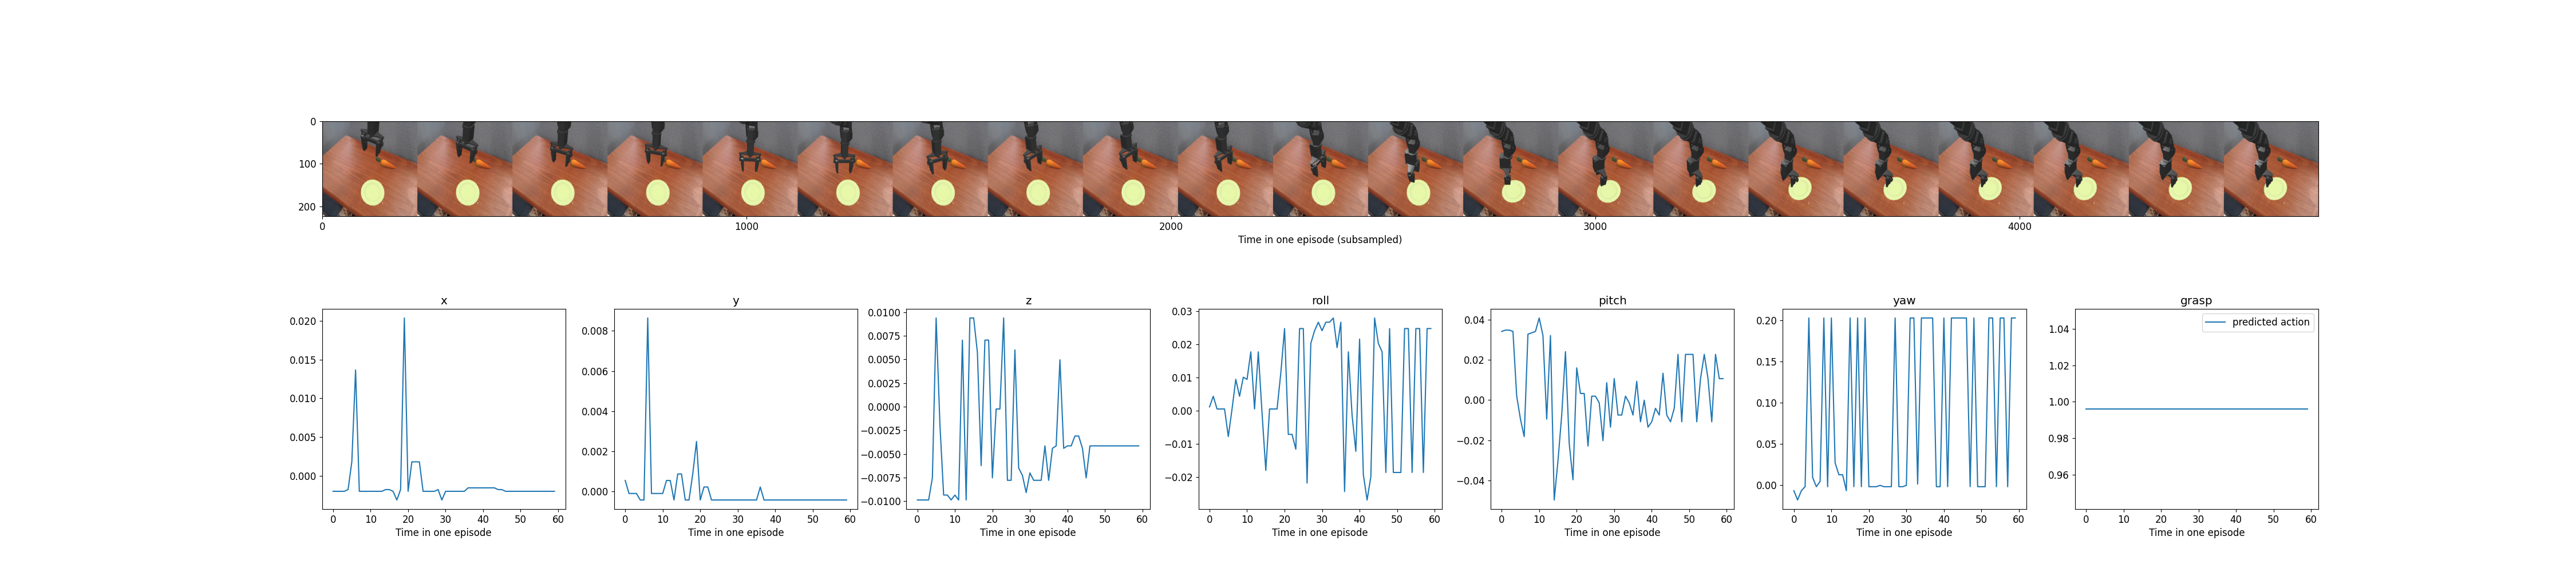 0
100
200
0 1000 2000 3000 4000
Time in one episode (subsampled)
x
0.020
0.015
0.010
0.005
0.000
0 10 20 30 40 50 60
Time in one episode
y
0.008
0.006
0.004
0.002
0.000
0 10 20 30 40 50 60
Time in one episode
z
0.0100
0.0075
0.0050
0.0025
0.0000
−0.0025
−0.0050
−0.0075
−0.0100
0 10 20 30 40 50 60
Time in one episode
roll
0.03
0.02
0.01
0.00
−0.01
−0.02
0 10 20 30 40 50 60
Time in one episode
pitch
0.04
0.02
0.00
−0.02
−0.04
0 10 20 30 40 50 60
Time in one episode
yaw
0.20
0.15
0.10
0.05
0.00
0 10 20 30 40 50 60
Time in one episode
grasp
predicted action
1.04
1.02
1.00
0.98
0.96
0 10 20 30 40 50 60
Time in one episode